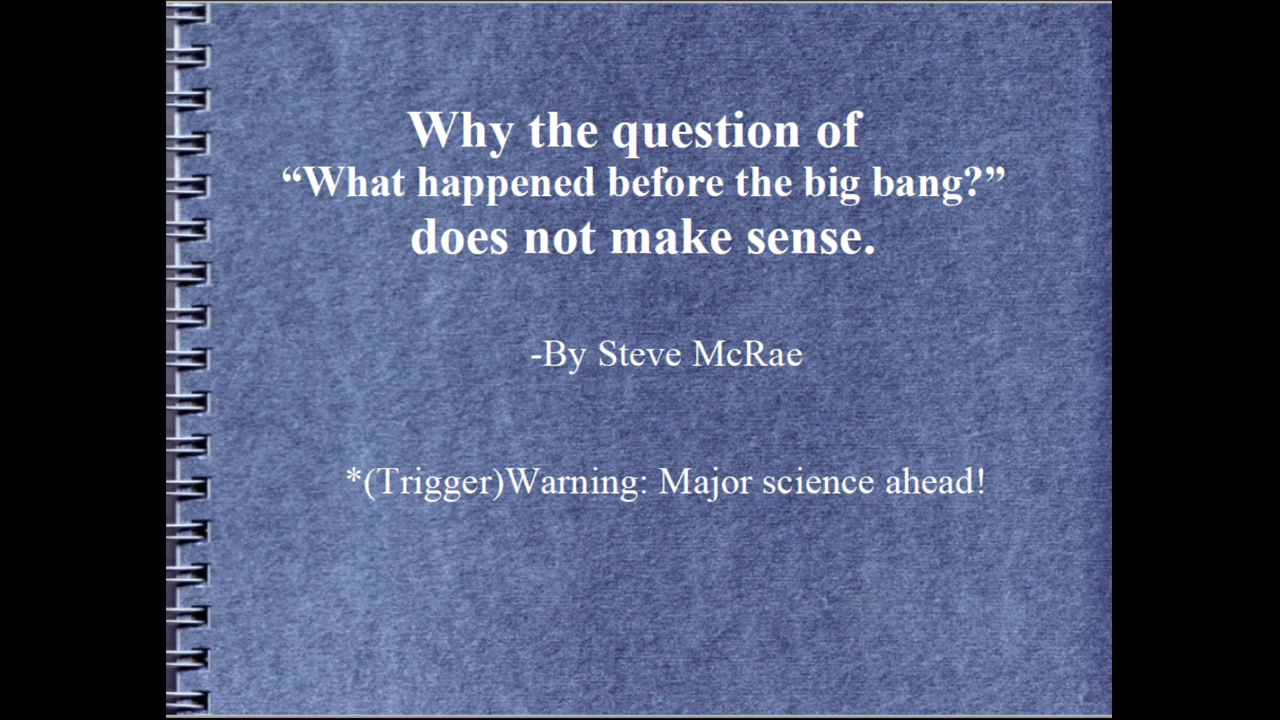 Why the question of
“What happened before the big bang?”
does not make sense.
-By Steve McRae
*(Trigger)Warning: Major science ahead!